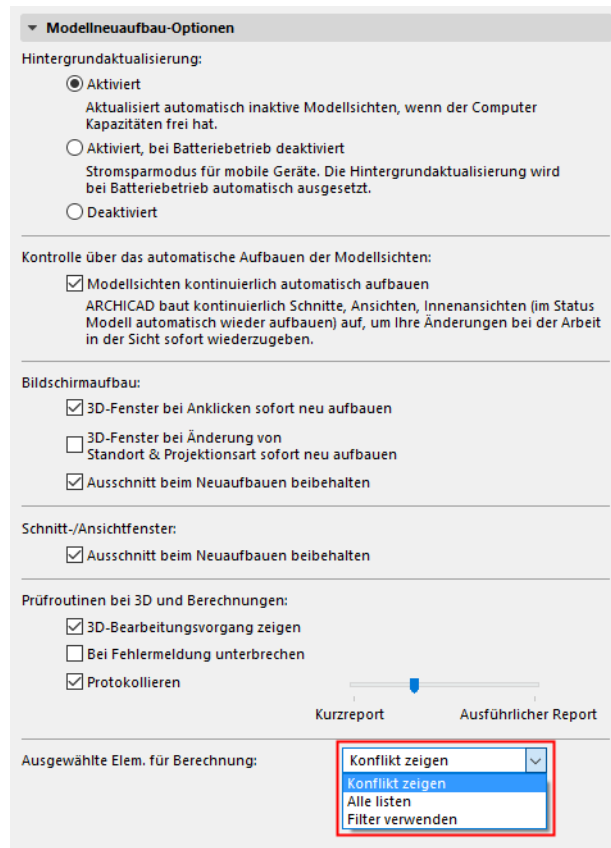 Modellneuaufbau-Optionen
Hintergrundaktualisierung:
Aktiviert
Aktualisiert automatisch inaktive Modellsichten, wenn der Computer
Kapazitäten frei hat.
Aktiviert, bei Batteriebetrieb deaktiviert
Stromsparmodus für mobile Geräte. Die Hintergrundaktualisierung wird
bei Batteriebetrieb automatisch ausgesetzt.
Deaktiviert
Kontrolle über das automatische Aufbauen der Modellsichten:
Modellsichten kontinuierlich automatisch aufbauen
ARCHICAD baut kontinuierlich Schnitte, Ansichten, Innenansichten (im Status
Modell automatisch wieder aufbauen) auf, um Ihre Änderungen bei der Arbeit
in der Sicht sofort wiederzugeben.
Bildschirmaufbau:
3D-Fenster bei Anklicken sofort neu aufbauen
3D-Fenster bei Änderung von
Standort & Projektionsart sofort neu aufbauen
Ausschnitt beim Neuaufbauen beibehalten
Schnitt-/Ansichtfenster:
Ausschnitt beim Neuaufbauen beibehalten
Prüfroutinen bei 3D und Berechnungen:
3D-Bearbeitungsvorgang zeigen
Bei Fehlermeldung unterbrechen
Protokollieren
Kurzreport Ausführlicher Report
Ausgewählte Elem. für Berechnung: Konflikt zeigen
Konflikt zeigen
Alle listen
Filter verwenden